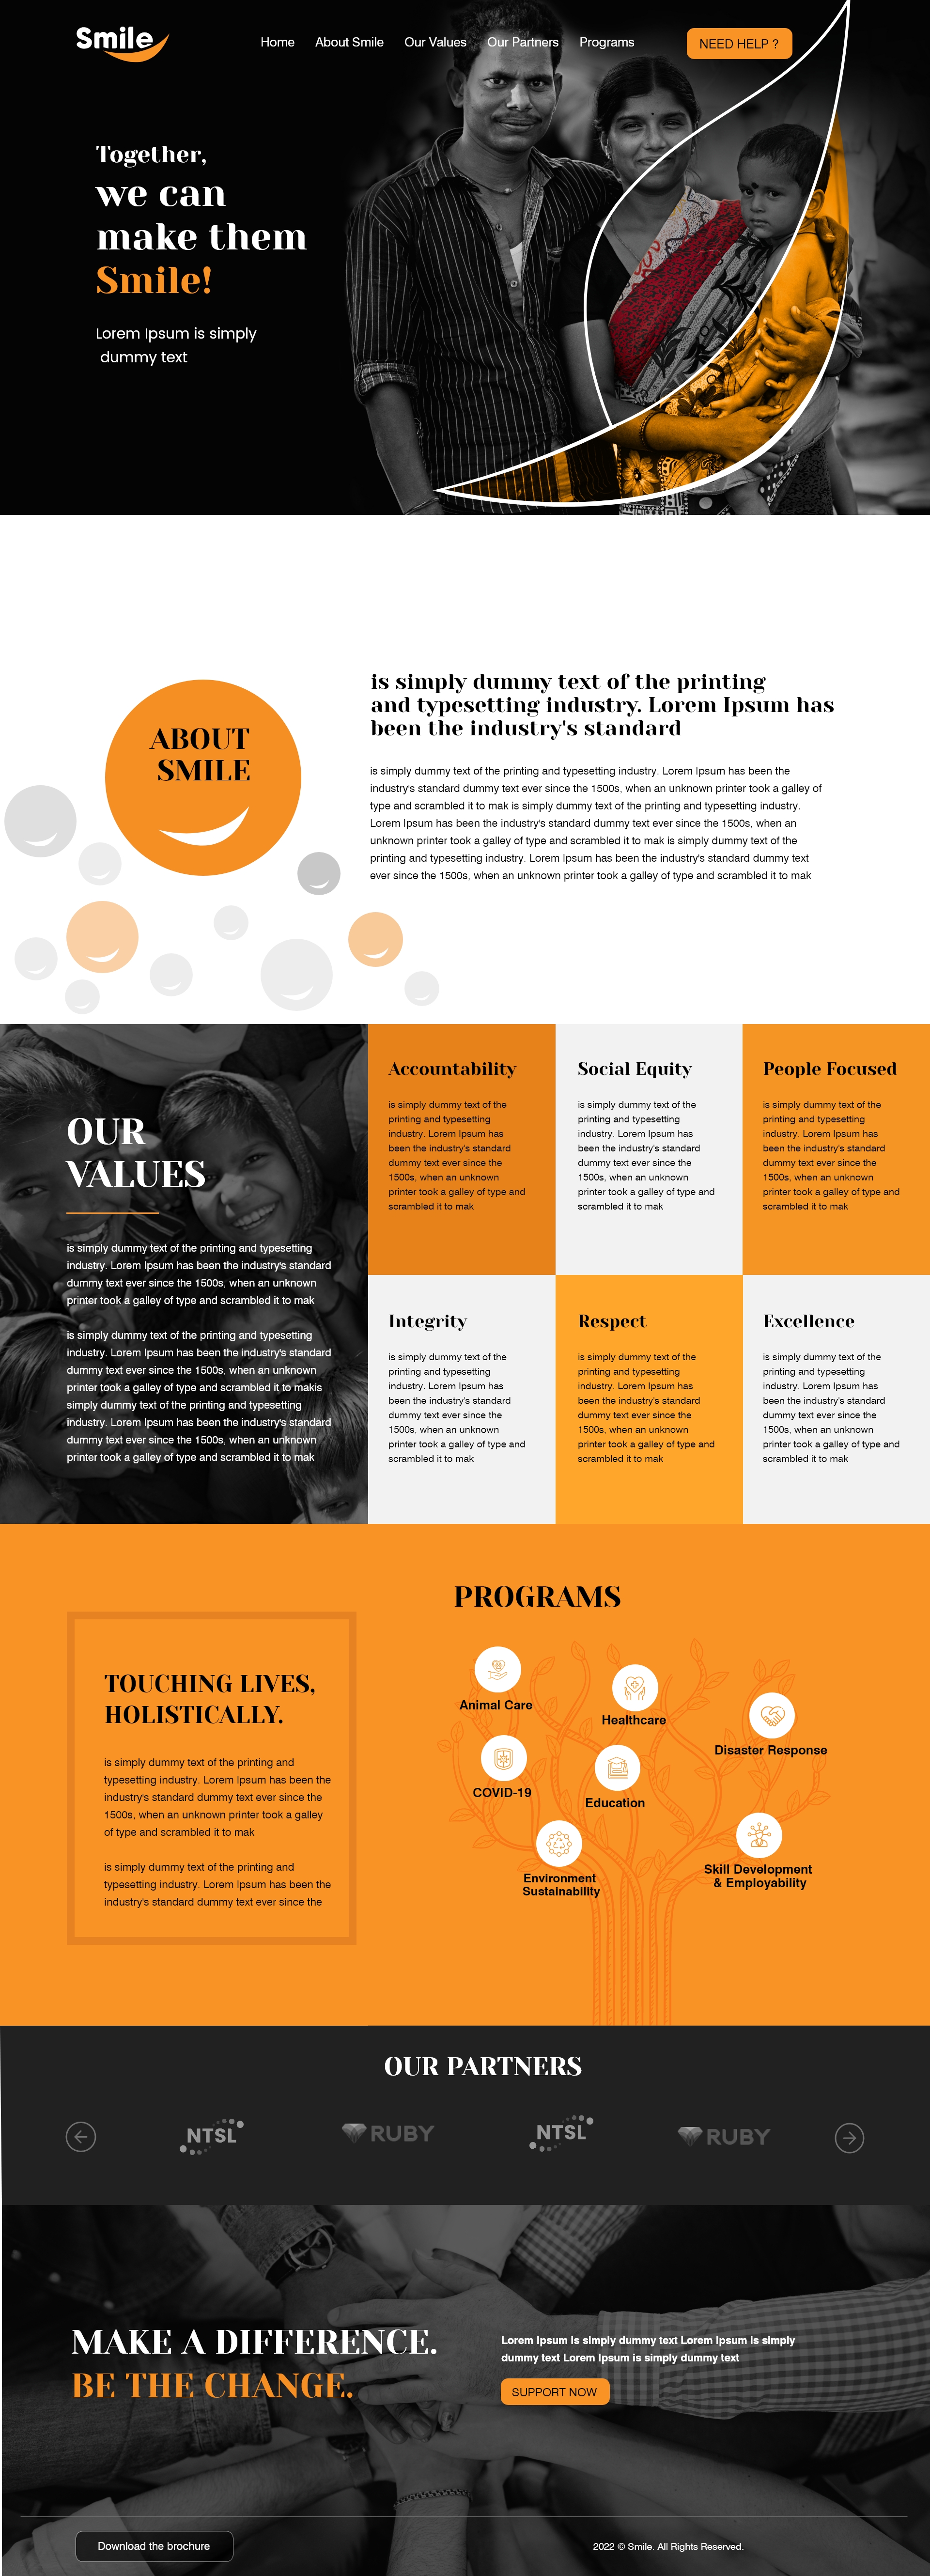 Smile
Home About Smile Our Values Our Partners Programs
NEED HELP ?
Together,
we can
make them
Smile!
Lorem Ipsum is simply
dummy text
ABOUT
SMILE
is simply dummy text of the printing
and typesetting industry. Lorem Ipsum has
been the industry's standard
is simply dummy text of the printing and typesetting industry. Lorem Ipsum has been the
industry's standard dummy text ever since the 1500s, when an unknown printer took a galley of
type and scrambled it to mak is simply dummy text of the printing and typesetting industry.
Lorem Ipsum has been the industry's standard dummy text ever since the 1500s, when an
unknown printer took a galley of type and scrambled it to mak is simply dummy text of the
printing and typesetting industry. Lorem Ipsum has been the industry's standard dummy text
ever since the 1500s, when an unknown printer took a galley of type and scrambled it to mak
OUR
VALUES
is simply dummy text of the printing and typesetting
industry. Lorem Ipsum has been the industry's standard
dummy text ever since the 1500s, when an unknown
printer took a galley of type and scrambled it to mak
is simply dummy text of the printing and typesetting
industry. Lorem Ipsum has been the industry's standard
dummy text ever since the 1500s, when an unknown
printer took a galley of type and scrambled it to makis
simply dummy text of the printing and typesetting
industry. Lorem Ipsum has been the industry's standard
dummy text ever since the 1500s, when an unknown
printer took a galley of type and scrambled it to mak
Accountability
is simply dummy text of the
printing and typesetting
industry. Lorem Ipsum has
been the industry's standard
dummy text ever since the
1500s, when an unknown
printer took a galley of type and
scrambled it to mak
Social Equity
is simply dummy text of the
printing and typesetting
industry. Lorem Ipsum has
been the industry's standard
dummy text ever since the
1500s, when an unknown
printer took a galley of type and
scrambled it to mak
People Focused
is simply dummy text of the
printing and typesetting
industry. Lorem Ipsum has
been the industry's standard
dummy text ever since the
1500s, when an unknown
printer took a galley of type and
scrambled it to mak
Integrity
is simply dummy text of the
printing and typesetting
industry. Lorem Ipsum has
been the industry's standard
dummy text ever since the
1500s, when an unknown
printer took a galley of type and
scrambled it to mak
Respect
is simply dummy text of the
printing and typesetting
industry. Lorem Ipsum has
been the industry's standard
dummy text ever since the
1500s, when an unknown
printer took a galley of type and
scrambled it to mak
Excellence
is simply dummy text of the
printing and typesetting
industry. Lorem Ipsum has
been the industry's standard
dummy text ever since the
1500s, when an unknown
printer took a galley of type and
scrambled it to mak
TOUCHING LIVES,
HOLISTICALLY.
is simply dummy text of the printing and
typesetting industry. Lorem Ipsum has been the
industry's standard dummy text ever since the
1500s, when an unknown printer took a galley
of type and scrambled it to mak
is simply dummy text of the printing and
typesetting industry. Lorem Ipsum has been the
industry's standard dummy text ever since the
PROGRAMS
Animal Care
Healthcare
Disaster Response
COVID-19
Education
Environment
Sustainability
Skill Development
& Employability
OUR PARTNERS
NTSL
RUBY
NTSL
RUBY
MAKE A DIFFERENCE.
BE THE CHANGE.
Lorem Ipsum is simply dummy text Lorem Ipsum is simply
dummy text Lorem Ipsum is simply dummy text
SUPPORT NOW
Download the brochure
2022 © Smile. All Rights Reserved.